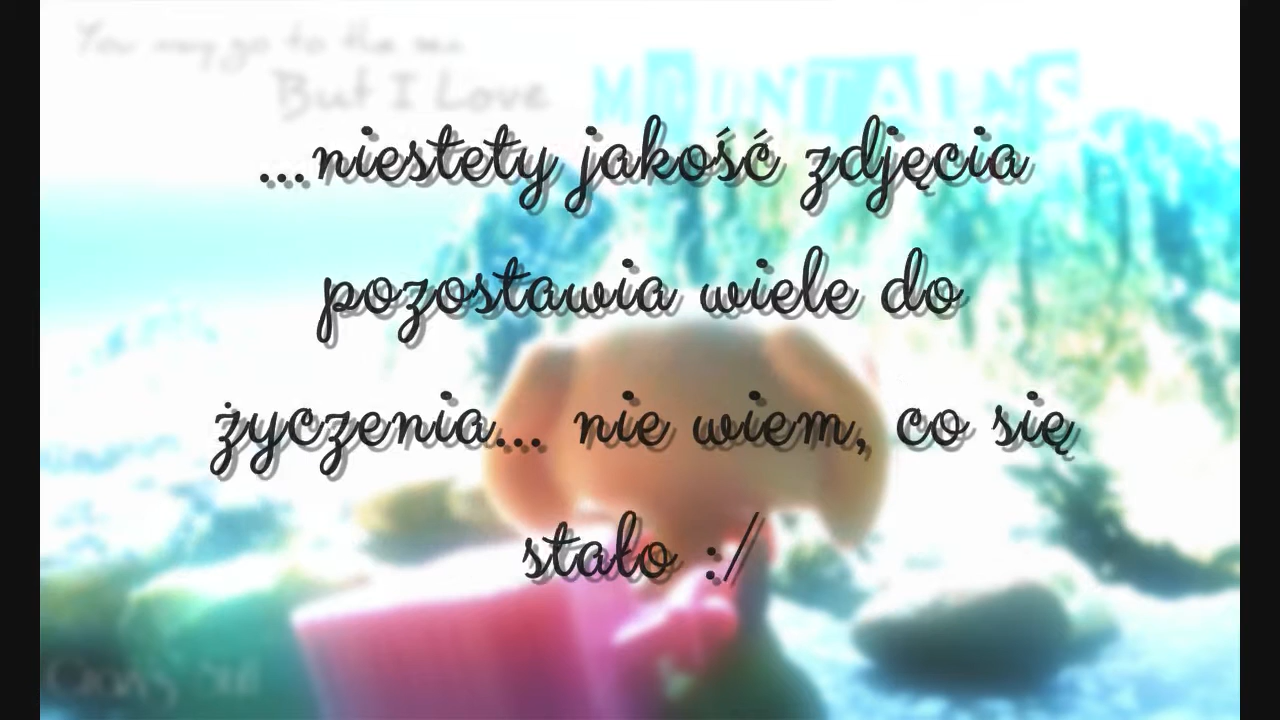 You may go to the sea
But I Love MOUNTAINS
...niestety jakość zdjęcia
pozostawia wiele do
życzenia... nie wiem, co się
stało :/